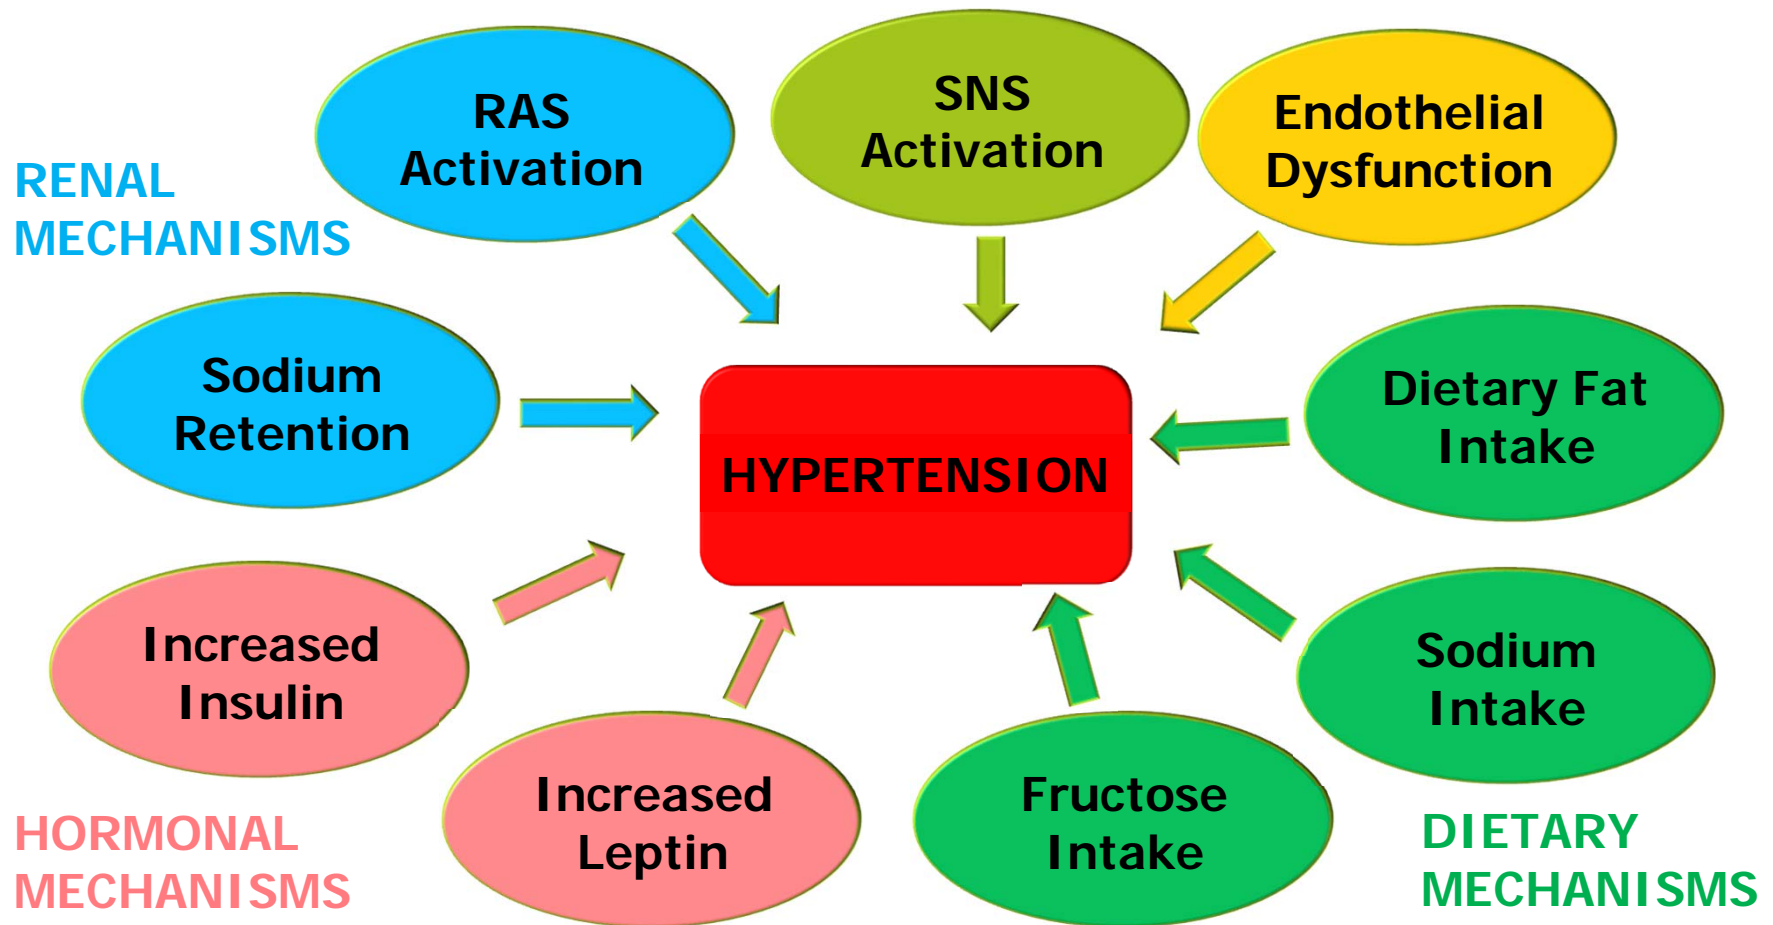 RAS
Activation
SNS
Activation
Endothelial
Dysfunction
RENAL
MECHANISMS
Sodium
Retention
HYPERTENSION
Dietary Fat
Intake
Increased
Insulin
Sodium
Intake
Increased
Leptin
Fructose
Intake
HORMONAL
MECHANISMS
DIETARY
MECHANISMS